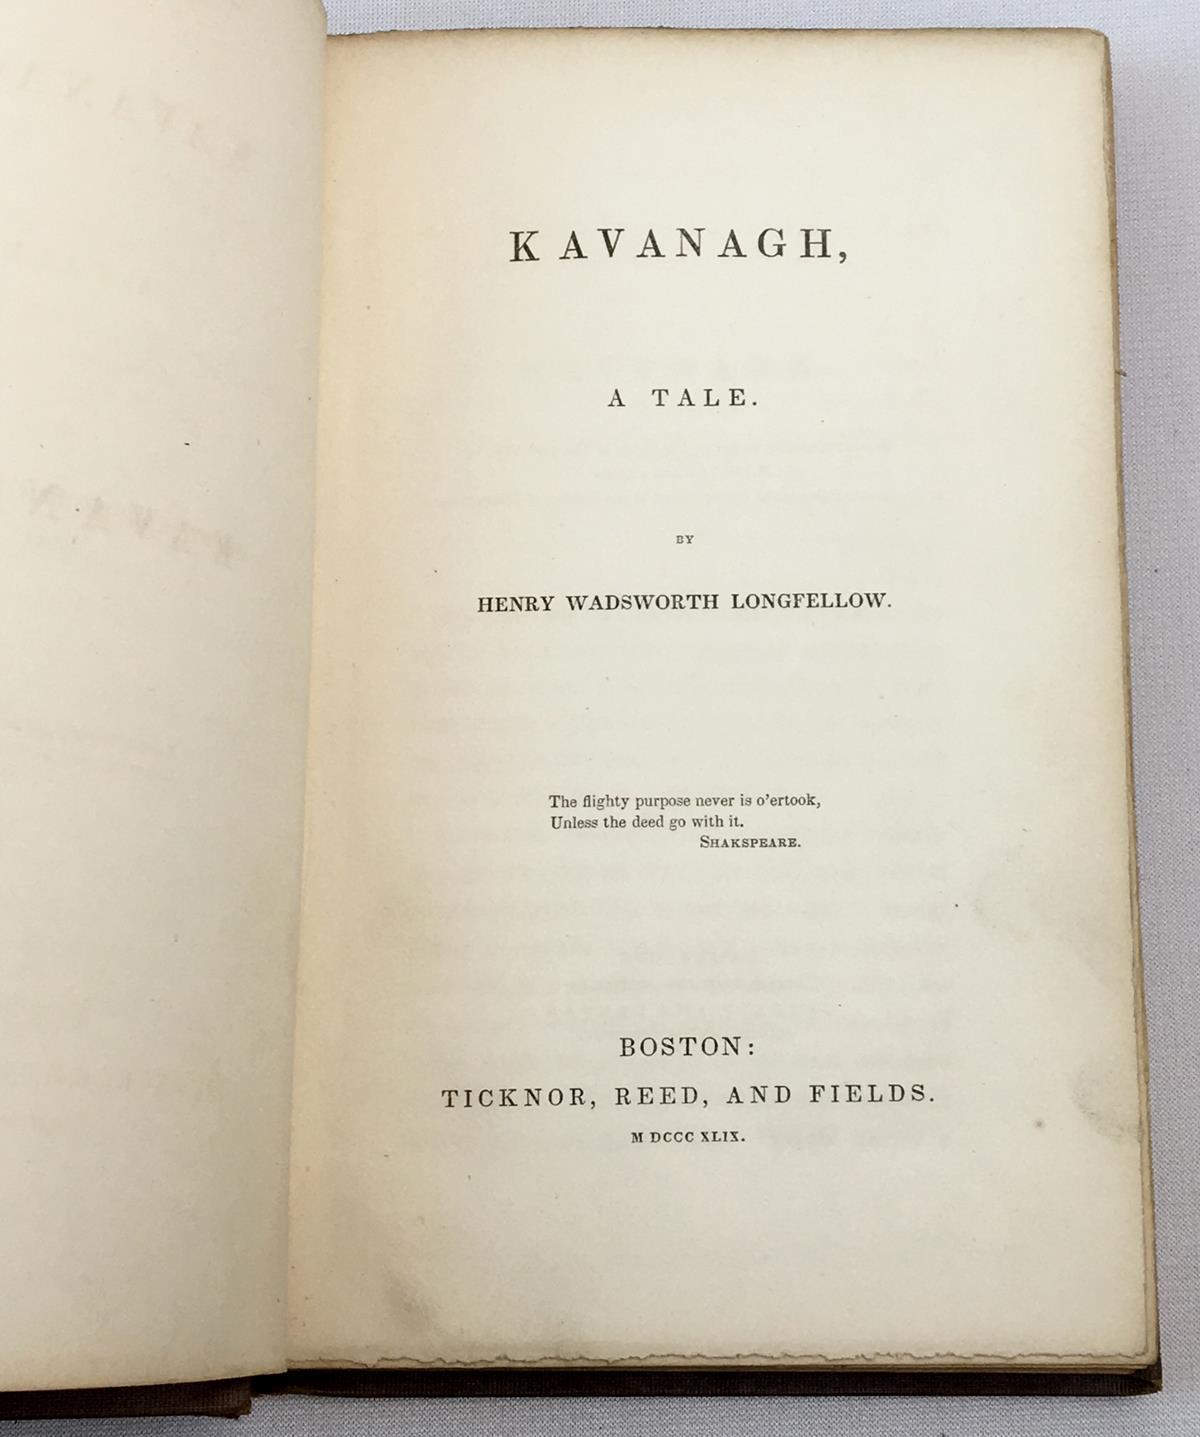 KAVANAGH,
A TALE.
BY
HENRY WADSWORTH LONGFELLOW.
The flighty purpose never is o'ertook,
Unless the deed go with it.
SHAKSPEARE.
BOSTON:
TICKNOR, REED, AND FIELDS.
M DCCC XLIX.